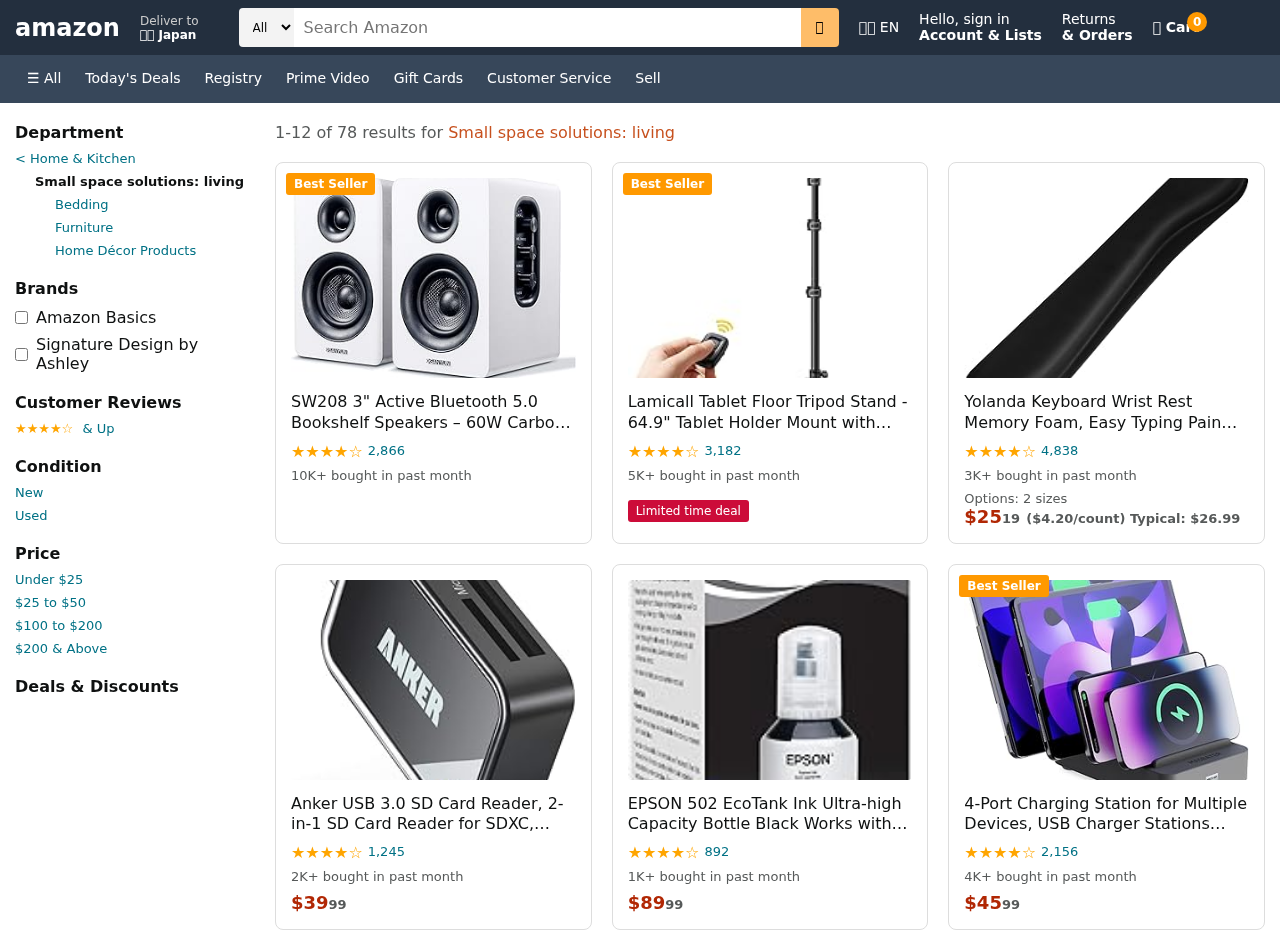 amazon
Deliver to
Japan
All
Search Amazon
EN
Hello, sign in
Account & Lists
Returns
& Orders
0
☰ All
Today's Deals
Registry
Prime Video
Gift Cards
Customer Service
Sell
Department
< Home & Kitchen
Small space solutions: living
Bedding
Furniture
Home Décor Products
Brands
Amazon Basics
Signature Design by
Ashley
Customer Reviews
★★★★☆ & Up
Condition
New
Used
Price
Under $25
$25 to $50
$100 to $200
$200 & Above
Deals & Discounts
1-12 of 78 results for Small space solutions: living
Best Seller
SW208 3" Active Bluetooth 5.0
Bookshelf Speakers – 60W Carbo…
★★★★☆ 2,866
10K+ bought in past month
Best Seller
Lamicall Tablet Floor Tripod Stand -
64.9" Tablet Holder Mount with…
★★★★☆ 3,182
5K+ bought in past month
Limited time deal
Yolanda Keyboard Wrist Rest
Memory Foam, Easy Typing Pain…
★★★★☆ 4,838
3K+ bought in past month
Options: 2 sizes
$25 19 ($4.20/count) Typical: $26.99
ANKER
Anker USB 3.0 SD Card Reader, 2-
in-1 SD Card Reader for SDXC,…
★★★★☆ 1,245
2K+ bought in past month
$39 99
EPSON
EPSON 502 EcoTank Ink Ultra-high
Capacity Bottle Black Works with…
★★★★☆ 892
1K+ bought in past month
$89 99
Best Seller
4-Port Charging Station for Multiple
Devices, USB Charger Stations…
★★★★☆ 2,156
4K+ bought in past month
$45 99